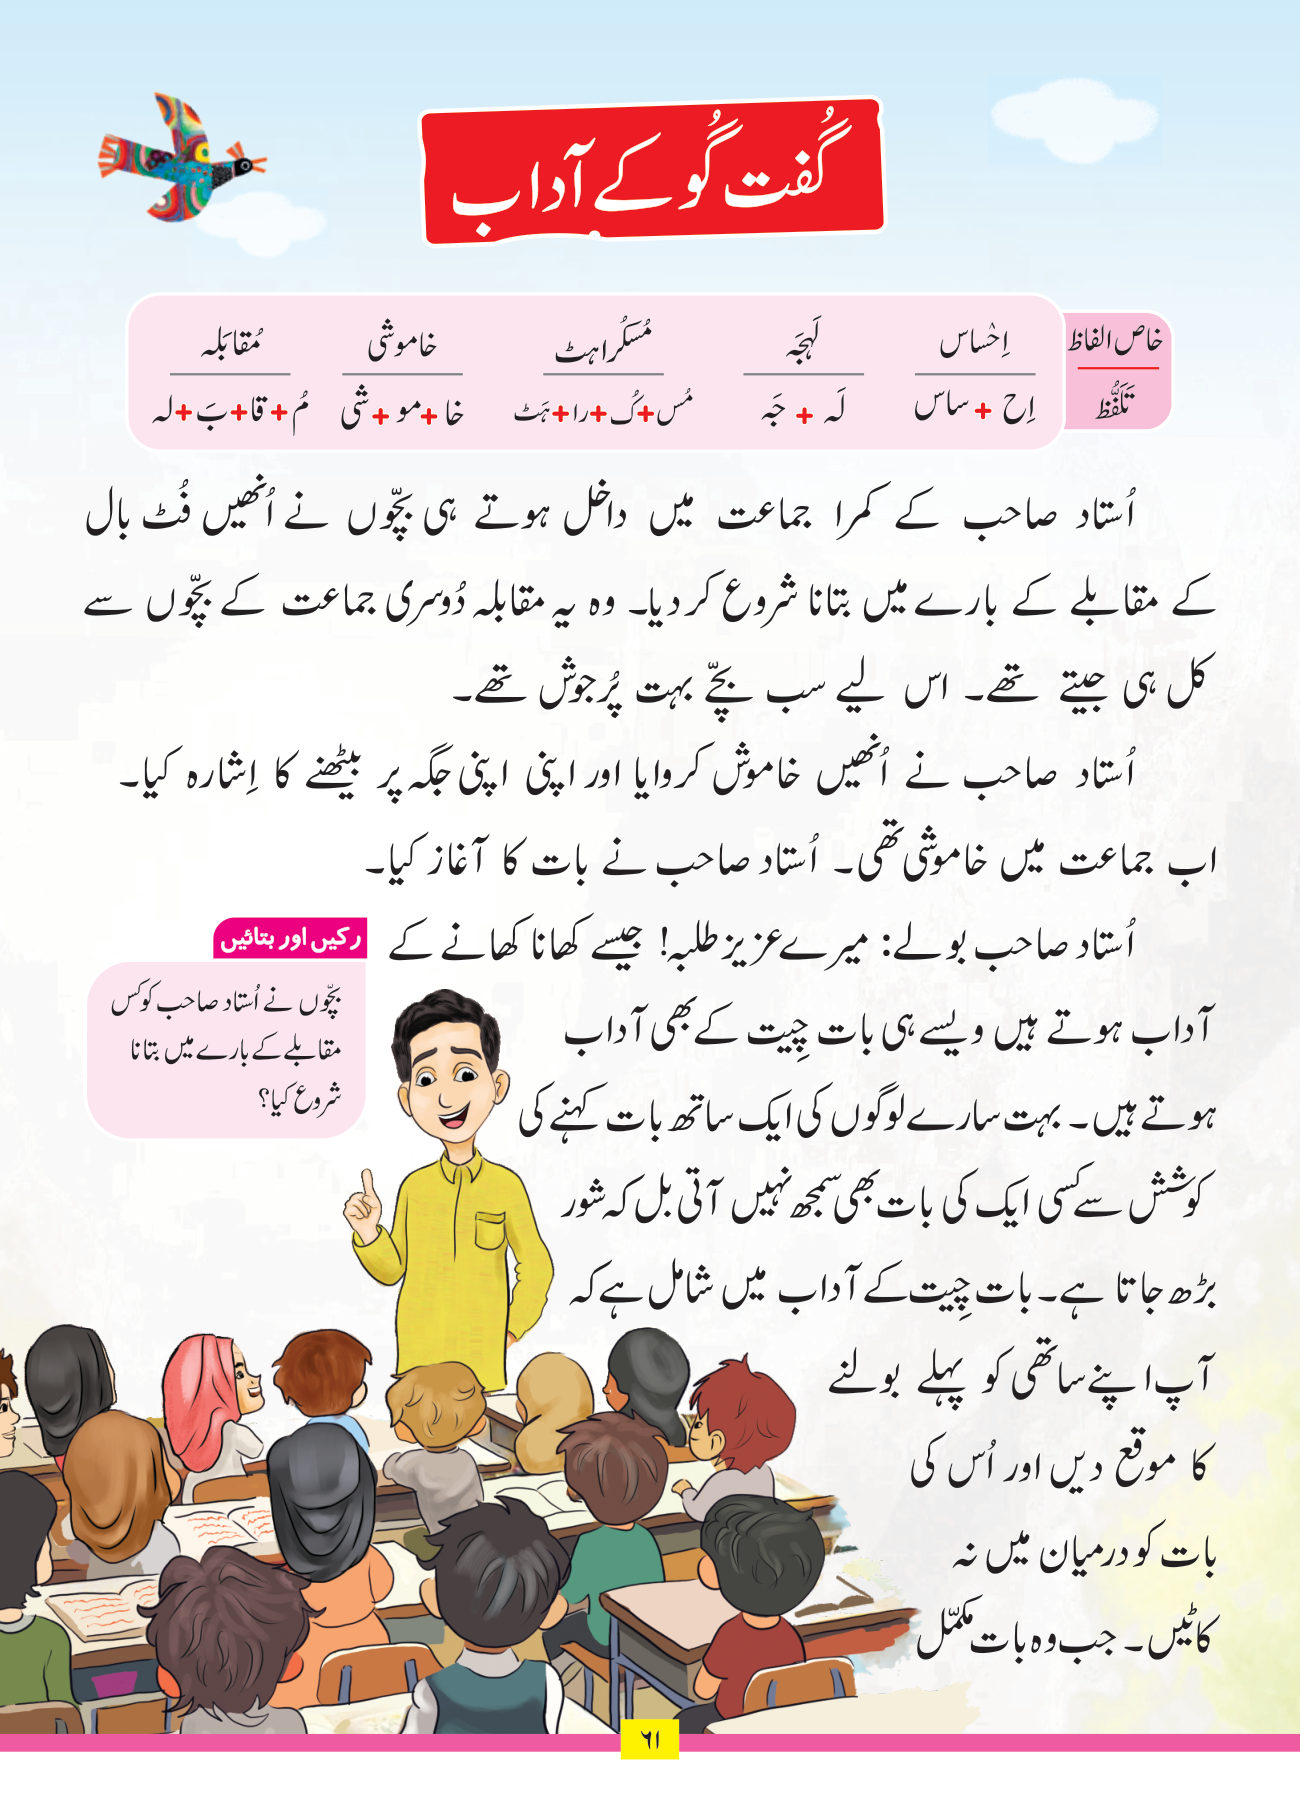 گُفت گُو کے آداب
خاص الفاظ
تَلَفُّظ
اِحْساس
لَہجَہ
مُسکُراہٹ
خاموشی
مُقابَلہ
اِح + ساس
لَہ + جَہ
مُس+کُ+را+ہَٹ
خا+مو+شی
مُ+قا+بَ+لہ
اُستاد صاحب کے کمرا جماعت میں داخل ہوتے ہی بچّوں نے اُنھیں فُٹ بال
کے مقابلے کے بارے میں بتانا شروع کر دیا۔ وہ یہ مقابلہ دُوسری جماعت کے بچّوں سے
کل ہی جیتے تھے۔ اس لیے سب بچّے بہت پُرجوش تھے۔
اُستاد صاحب نے اُنھیں خاموش کروایا اور اپنی اپنی جگہ پر بیٹھنے کا اِشارہ کیا۔
اب جماعت میں خاموشی تھی۔ اُستاد صاحب نے بات کا آغاز کیا۔
اُستاد صاحب بولے: میرے عزیز طلبہ! جیسے کھانا کھانے کے
آداب ہوتے ہیں ویسے ہی بات چِیت کے بھی آداب
ہوتے ہیں۔ بہت سارے لوگوں کی ایک ساتھ بات کہنے کی
کوشش سے کسی ایک کی بات بھی سمجھ نہیں آتی بل کہ شور
بڑھ جاتا ہے۔ بات چِیت کے آداب میں شامل ہے کہ
آپ اپنے ساتھی کو پہلے بولنے
کا موقع دیں اور اُس کی
بات کو درمیان میں نہ
کاٹیں۔ جب وہ بات مکمّل
رکیں اور بتائیں
بچّوں نے اُستاد صاحب کو کس
مقابلے کے بارے میں بتانا
شروع کیا؟
۶۱